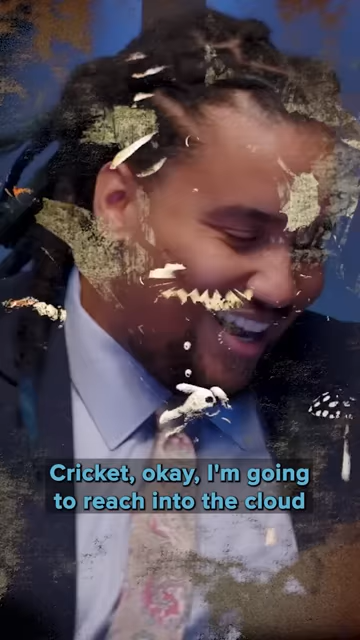 Cricket, okay, I'm going
to reach into the cloud